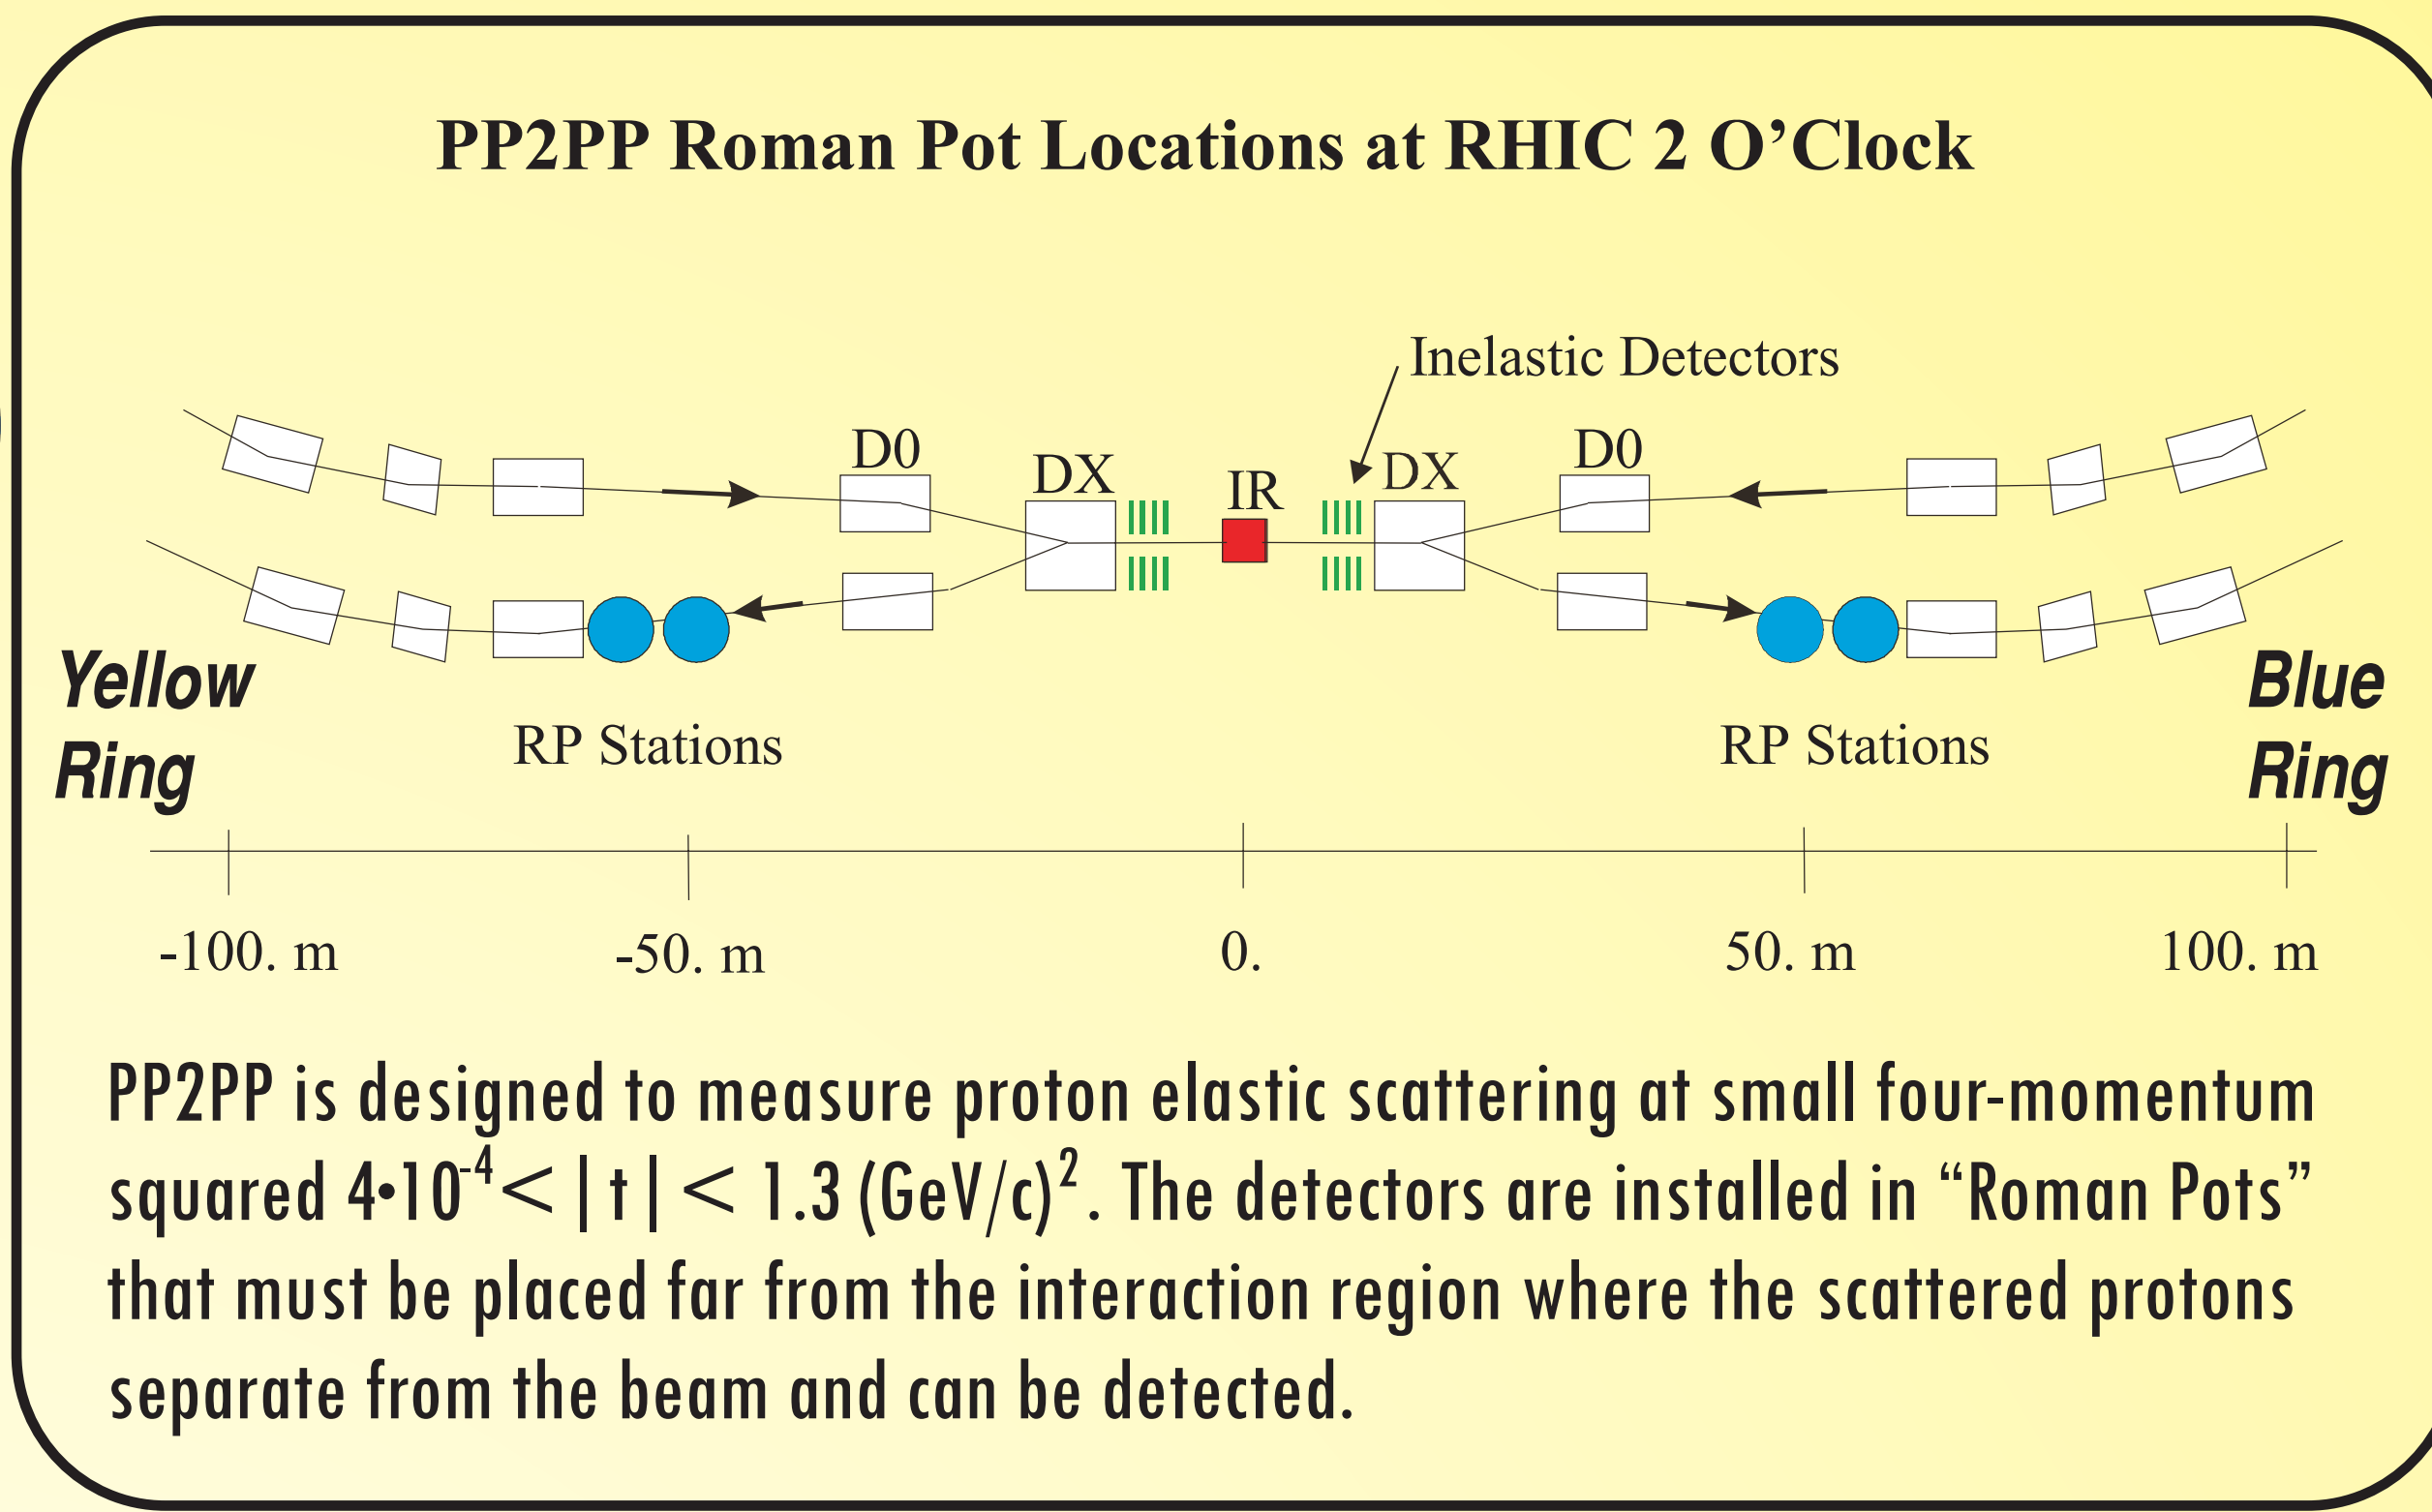 PP2PP Roman Pot Locations at RHIC 2 O’Clock
Inelastic Detectors
D0
DX
IR
DX
D0
Yellow
Ring
RP Stations
RP Stations
Blue
Ring
-100. m
-50. m
0.
50. m
100. m
PP2PP is designed to measure proton elastic scattering at small four-momentum
squared 4•10⁻⁴ < | t | < 1.3 (GeV/c)². The detectors are installed in “Roman Pots”
that must be placed far from the interaction region where the scattered protons
separate from the beam and can be detected.